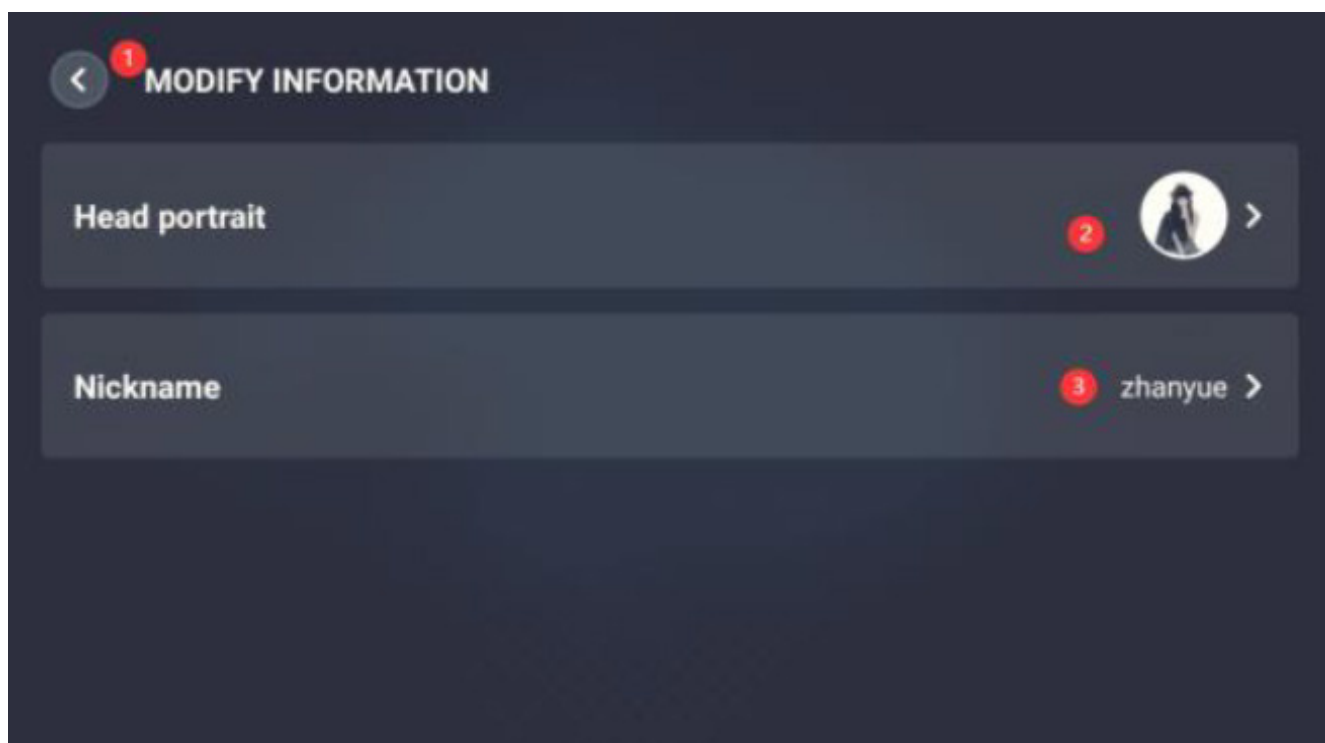 1
MODIFY INFORMATION
Head portrait
2
Nickname
3 zhanyue